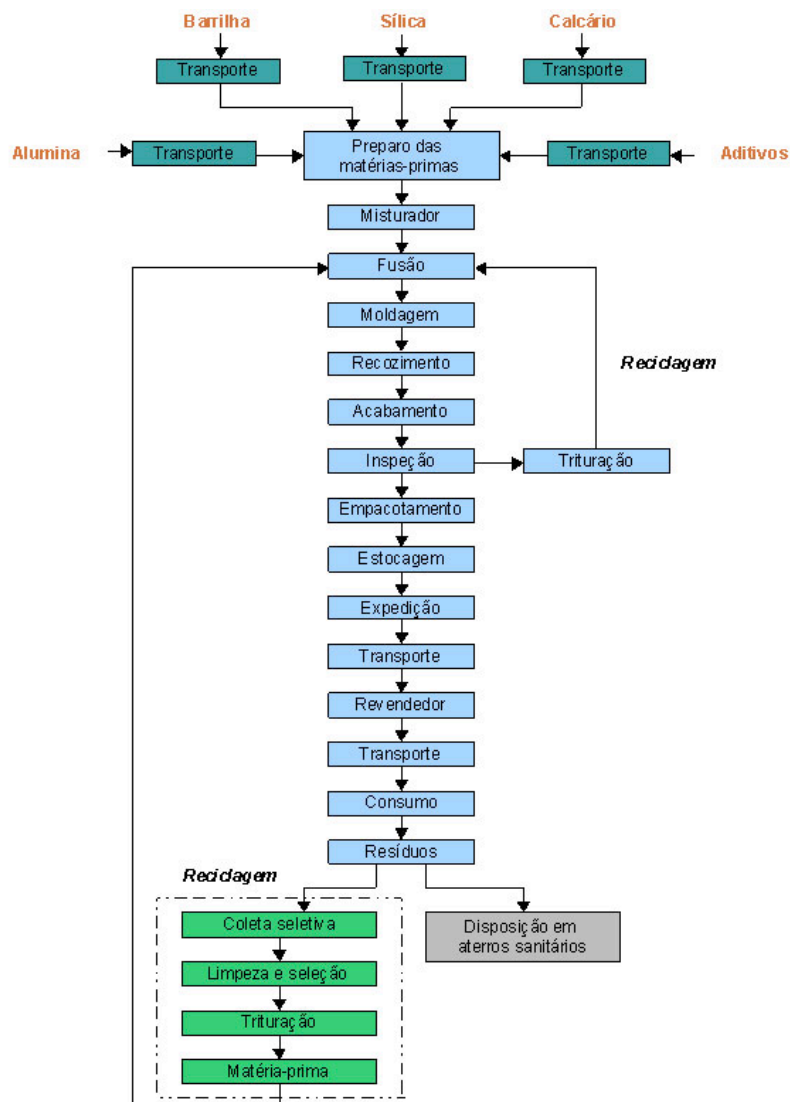 Barrilha
Sílica
Calcário
Transporte
Transporte
Transporte
Alumina
Transporte
Preparo das
matérias-primas
Transporte
Aditivos
Misturador
Fusão
Moldagem
Recozimento
Reciclagem
Acabamento
Inspeção
Trituração
Empacotamento
Estocagem
Expedição
Transporte
Revendedor
Transporte
Consumo
Resíduos
Reciclagem
Coleta seletiva
Disposição em
aterros sanitários
Limpeza e seleção
Trituração
Matéria-prima